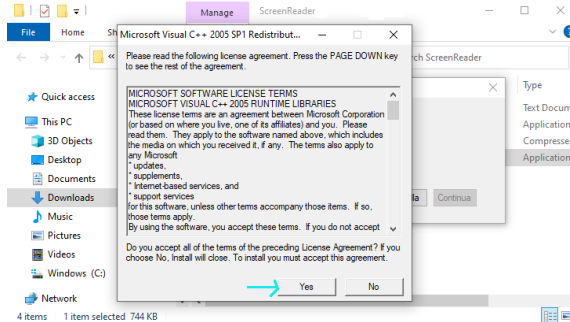 Manage
ScreenReader
File
Home
Sh
Microsoft Visual C++ 2005 SP1 Redistribut...
Please read the following license agreement. Press the PAGE DOWN key
to see the rest of the agreement.
MICROSOFT SOFTWARE LICENSE TERMS
MICROSOFT VISUAL C++ 2005 RUNTIME LIBRARIES
These license terms are an agreement between Microsoft Corporation
(or based on where you live, one of its affiliates) and you. Please
read them. They apply to the software named above, which includes
the media on which you received it, if any. The terms also apply to
any Microsoft
* updates,
* supplements,
* Internet-based services, and
* support services
for this software, unless other terms accompany those items. If so,
those terms apply.
By using the software, you accept these terms. If you do not accept
Do you accept all of the terms of the preceding License Agreement? If you
choose No, Install will close. To install you must accept this agreement.
Yes
No
rch ScreenReader
Type
Text Docum
Application
Compresse
Application
la
Continua
Quick access
This PC
3D Objects
Desktop
Documents
Downloads
Music
Pictures
Videos
Windows (C:)
Network
4 items
1 item selected 744 KB